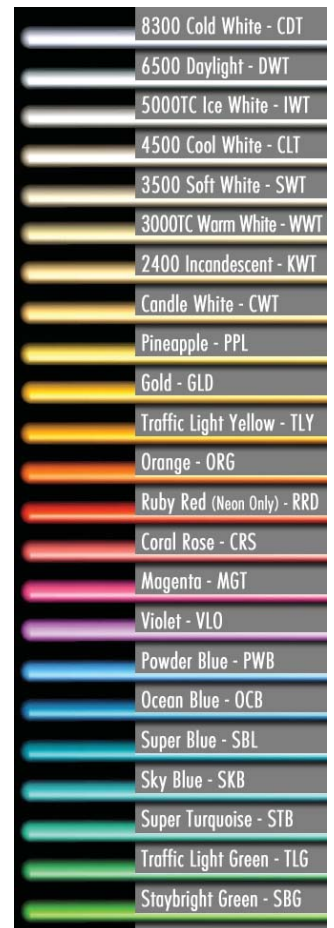 8300 Cold White - CDT
6500 Daylight - DWT
5000TC Ice White - IWT
4500 Cool White - CLT
3500 Soft White - SWT
3000TC Warm White - WWT
2400 Incandescent - KWT
Candle White - CWT
Pineapple - PPL
Gold - GLD
Traffic Light Yellow - TLY
Orange - ORG
Ruby Red (Neon Only) - RRD
Coral Rose - CRS
Magenta - MGT
Violet - VLO
Powder Blue - PWB
Ocean Blue - OCB
Super Blue - SBL
Sky Blue - SKB
Super Turquoise - STB
Traffic Light Green - TLG
Staybright Green - SBG